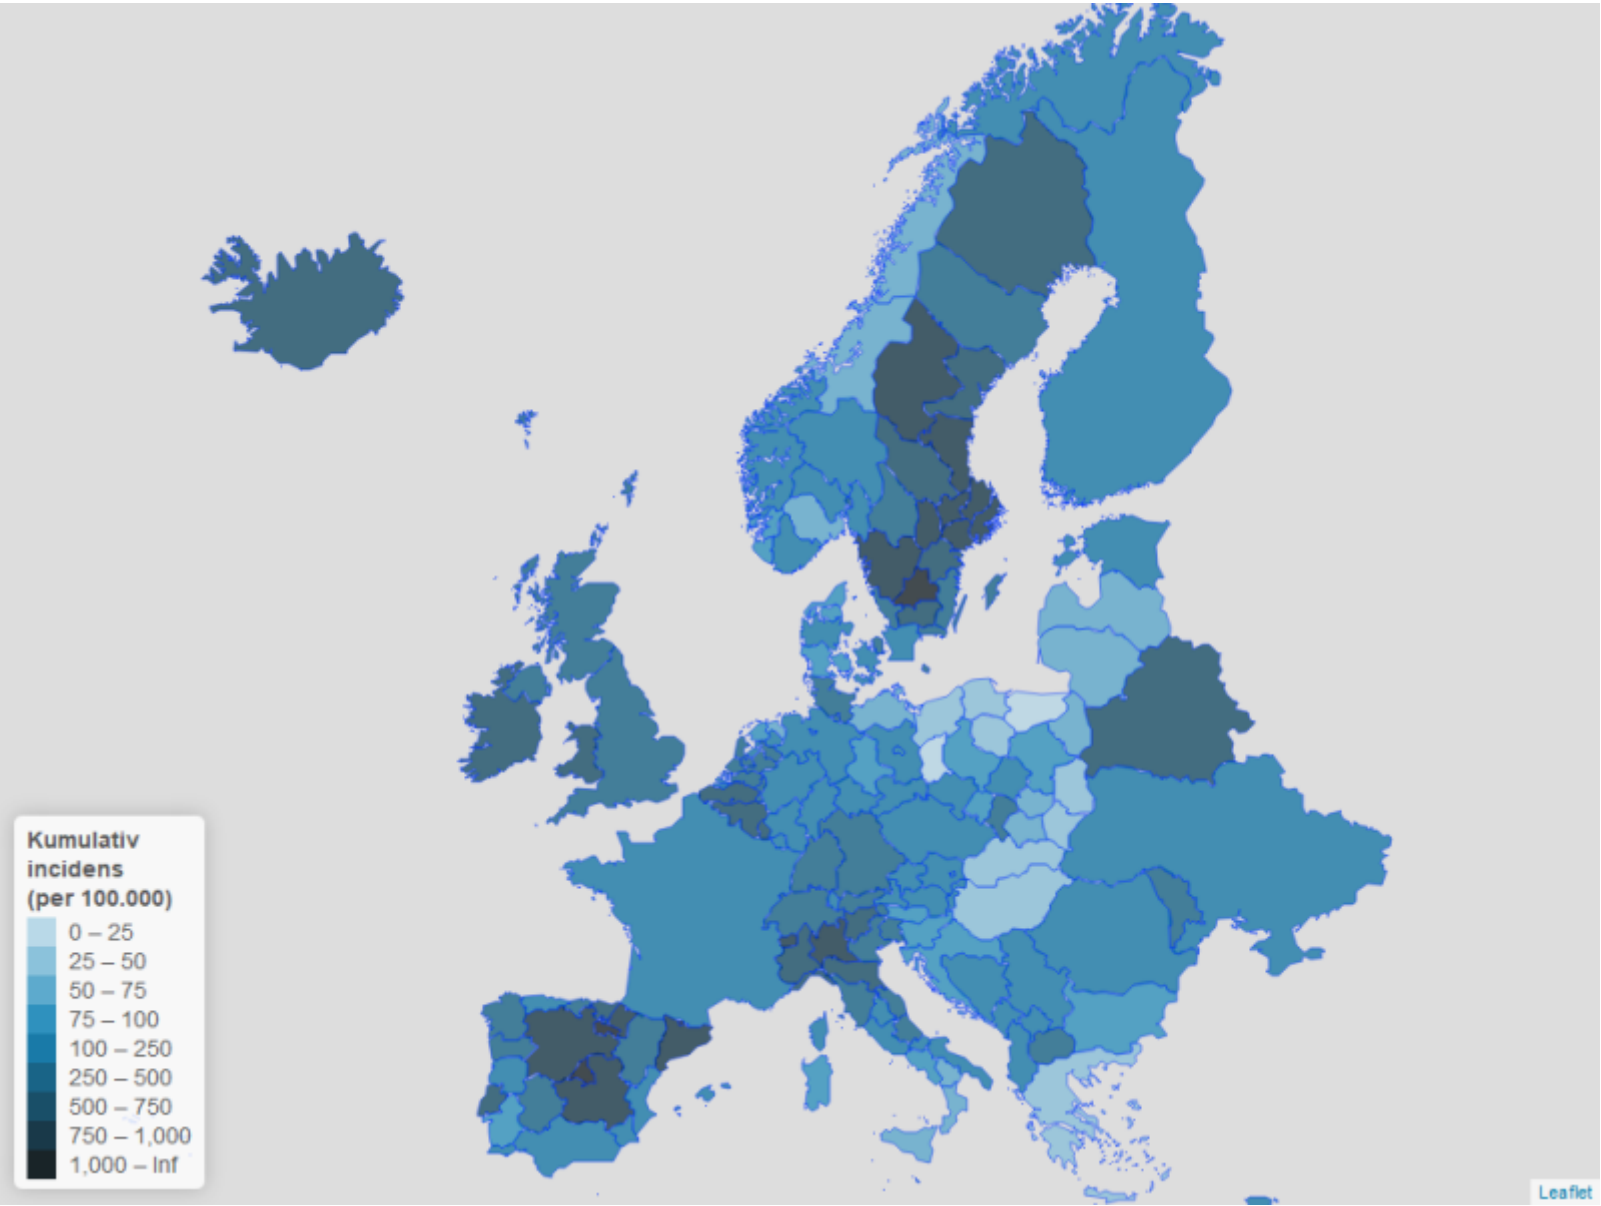 Kumulativ
incidens
(per 100.000)
0 – 25
25 – 50
50 – 75
75 – 100
100 – 250
250 – 500
500 – 750
750 – 1,000
1,000 – Inf
Leaflet